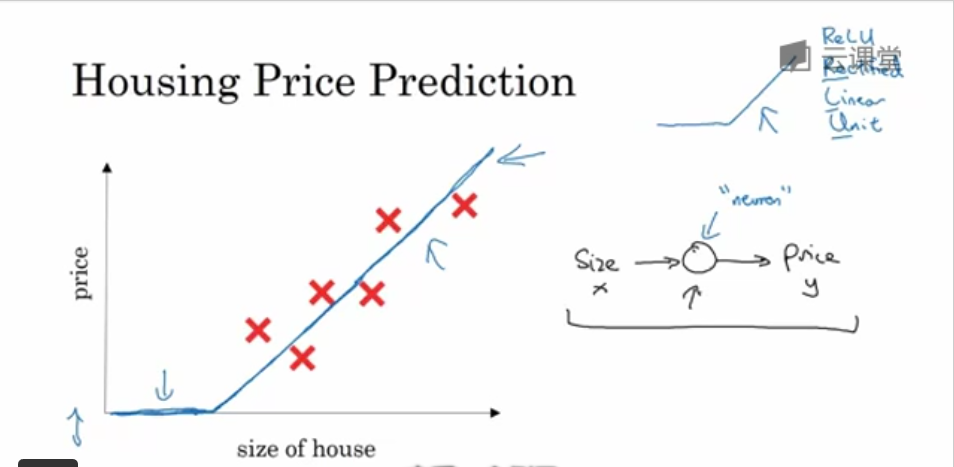 Housing Price Prediction
ReLU
云课堂
Rectified
Linear
Unit
price
size of house
"neuron"
Size
x
Price
y